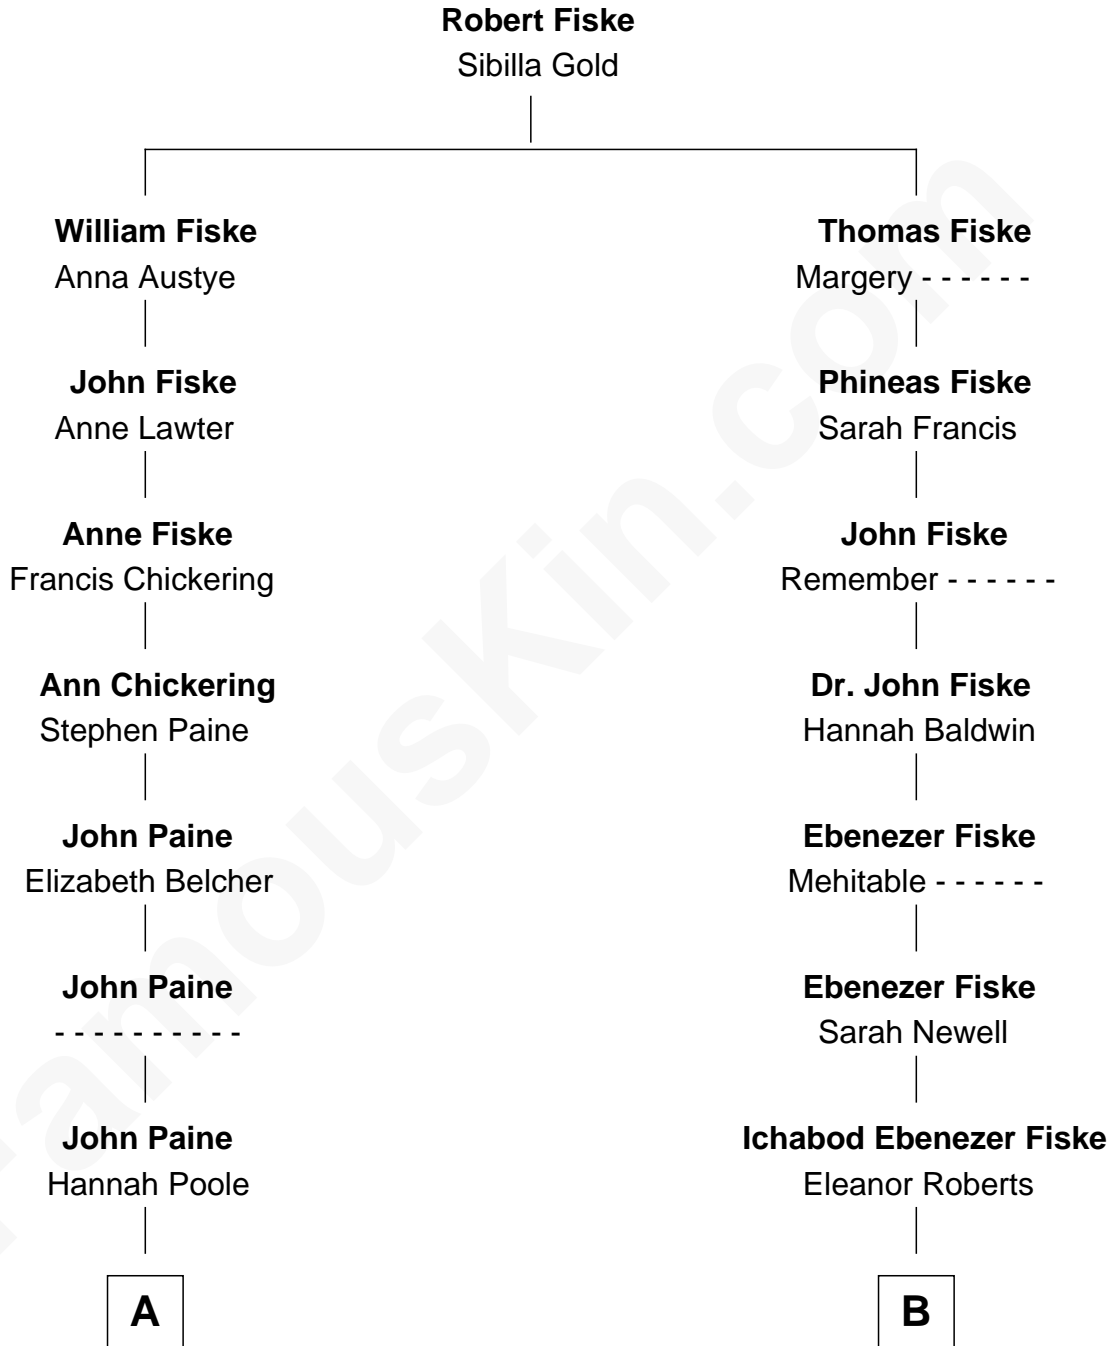 Robert Fiske
Sibilla Gold
William Fiske
Anna Austye
Thomas Fiske
Margery - - - - - -
John Fiske
Anne Lawter
Phineas Fiske
Sarah Francis
Anne Fiske
Francis Chickering
John Fiske
Remember - - - - - -
Ann Chickering
Stephen Paine
Dr. John Fiske
Hannah Baldwin
John Paine
Elizabeth Belcher
Ebenezer Fiske
Mehitable - - - - - -
John Paine
- - - - - - - - - -
Ebenezer Fiske
Sarah Newell
John Paine
Hannah Poole
Ichabod Ebenezer Fiske
Eleanor Roberts
A
B
FamousKin.com